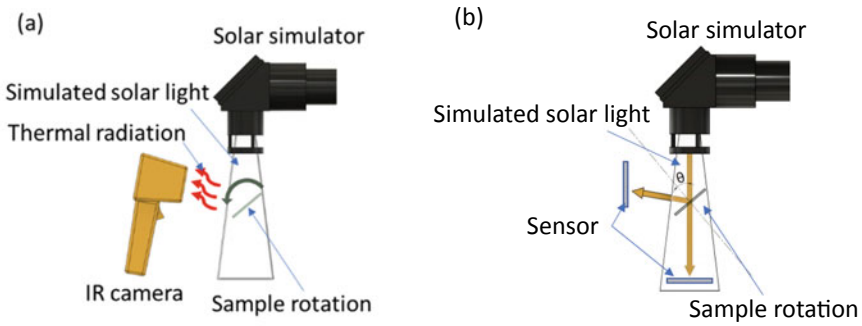 (a)
Solar simulator
Simulated solar light
Thermal radiation
IR camera
Sample rotation
(b)
Solar simulator
Simulated solar light
θ
Sensor
Sample rotation